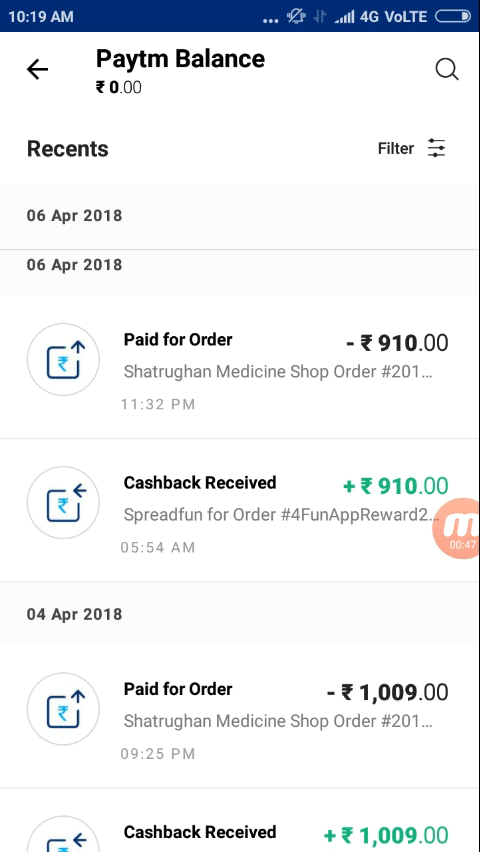 10:19 AM
... 4G VoLTE
Paytm Balance
₹ 0.00
Recents
Filter
06 Apr 2018
06 Apr 2018
Paid for Order
- ₹ 910.00
Shatrughan Medicine Shop Order #201...
11:32 PM
Cashback Received
+ ₹ 910.00
Spreadfun for Order #4FunAppReward2...
05:54 AM
00:47
04 Apr 2018
Paid for Order
- ₹ 1,009.00
Shatrughan Medicine Shop Order #201...
09:25 PM
Cashback Received
+ ₹ 1,009.00